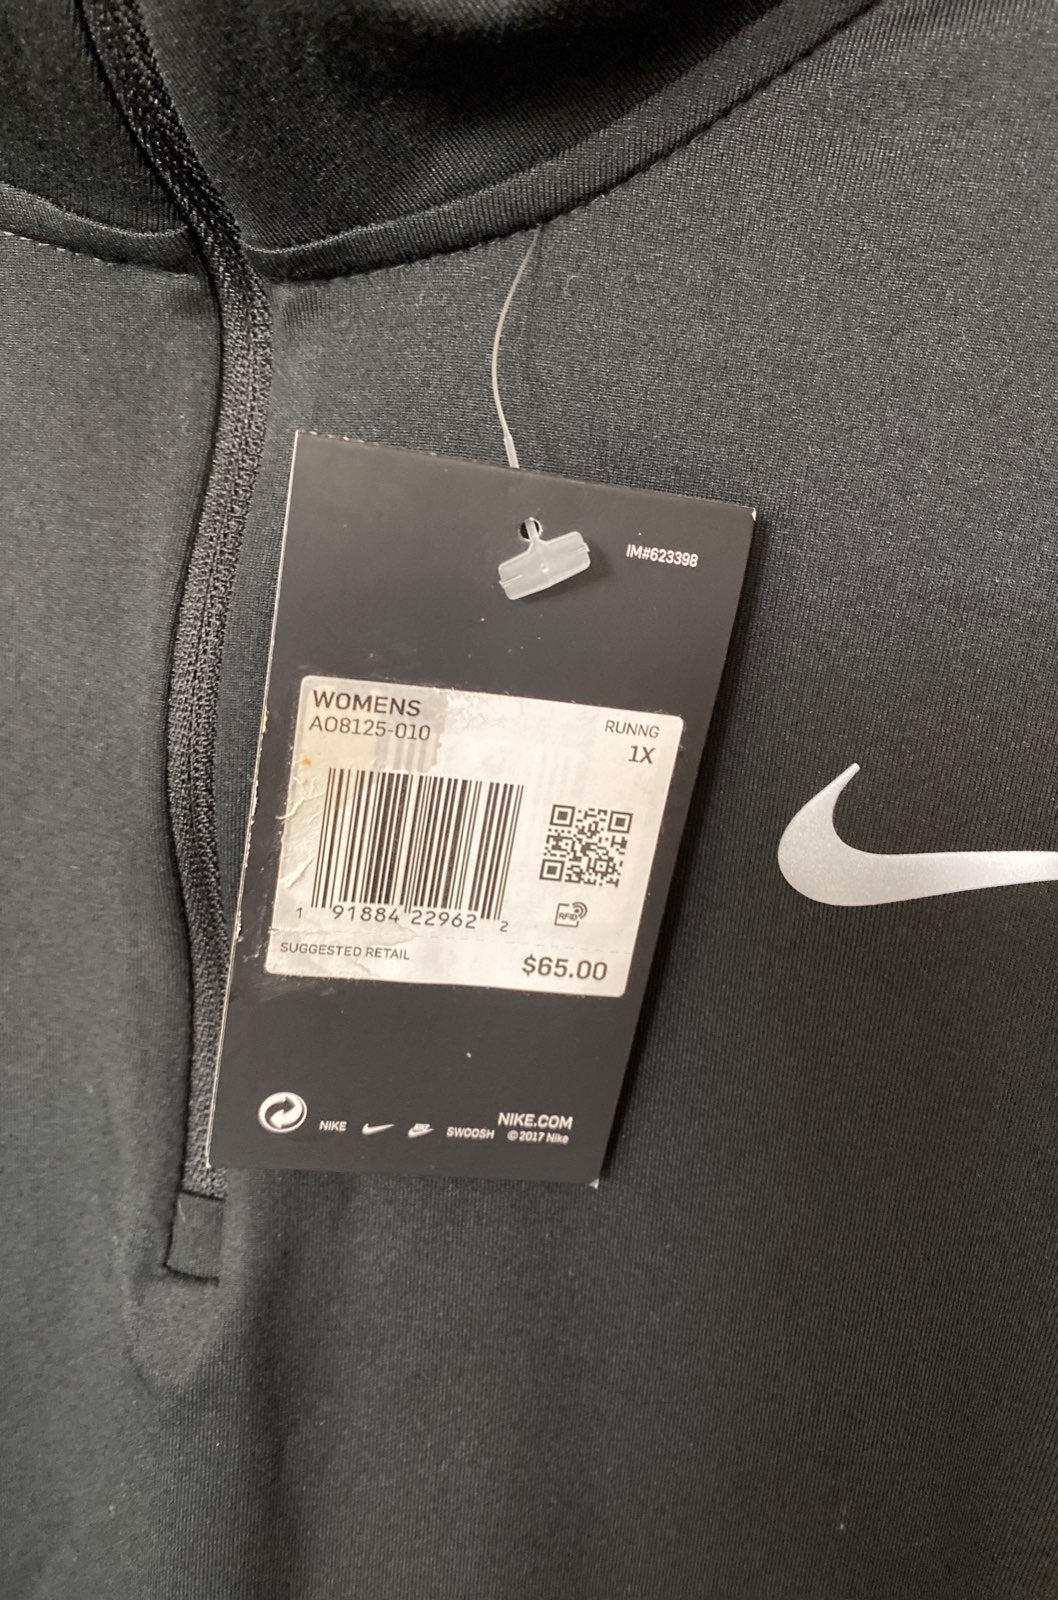 IM#623398
WOMENS
AO8125-010
RUNNG
1X
1 91884 22962 2
RFID
SUGGESTED RETAIL
$65.00
NIKE SWOOSH
NIKE.COM
© 2017 Nike